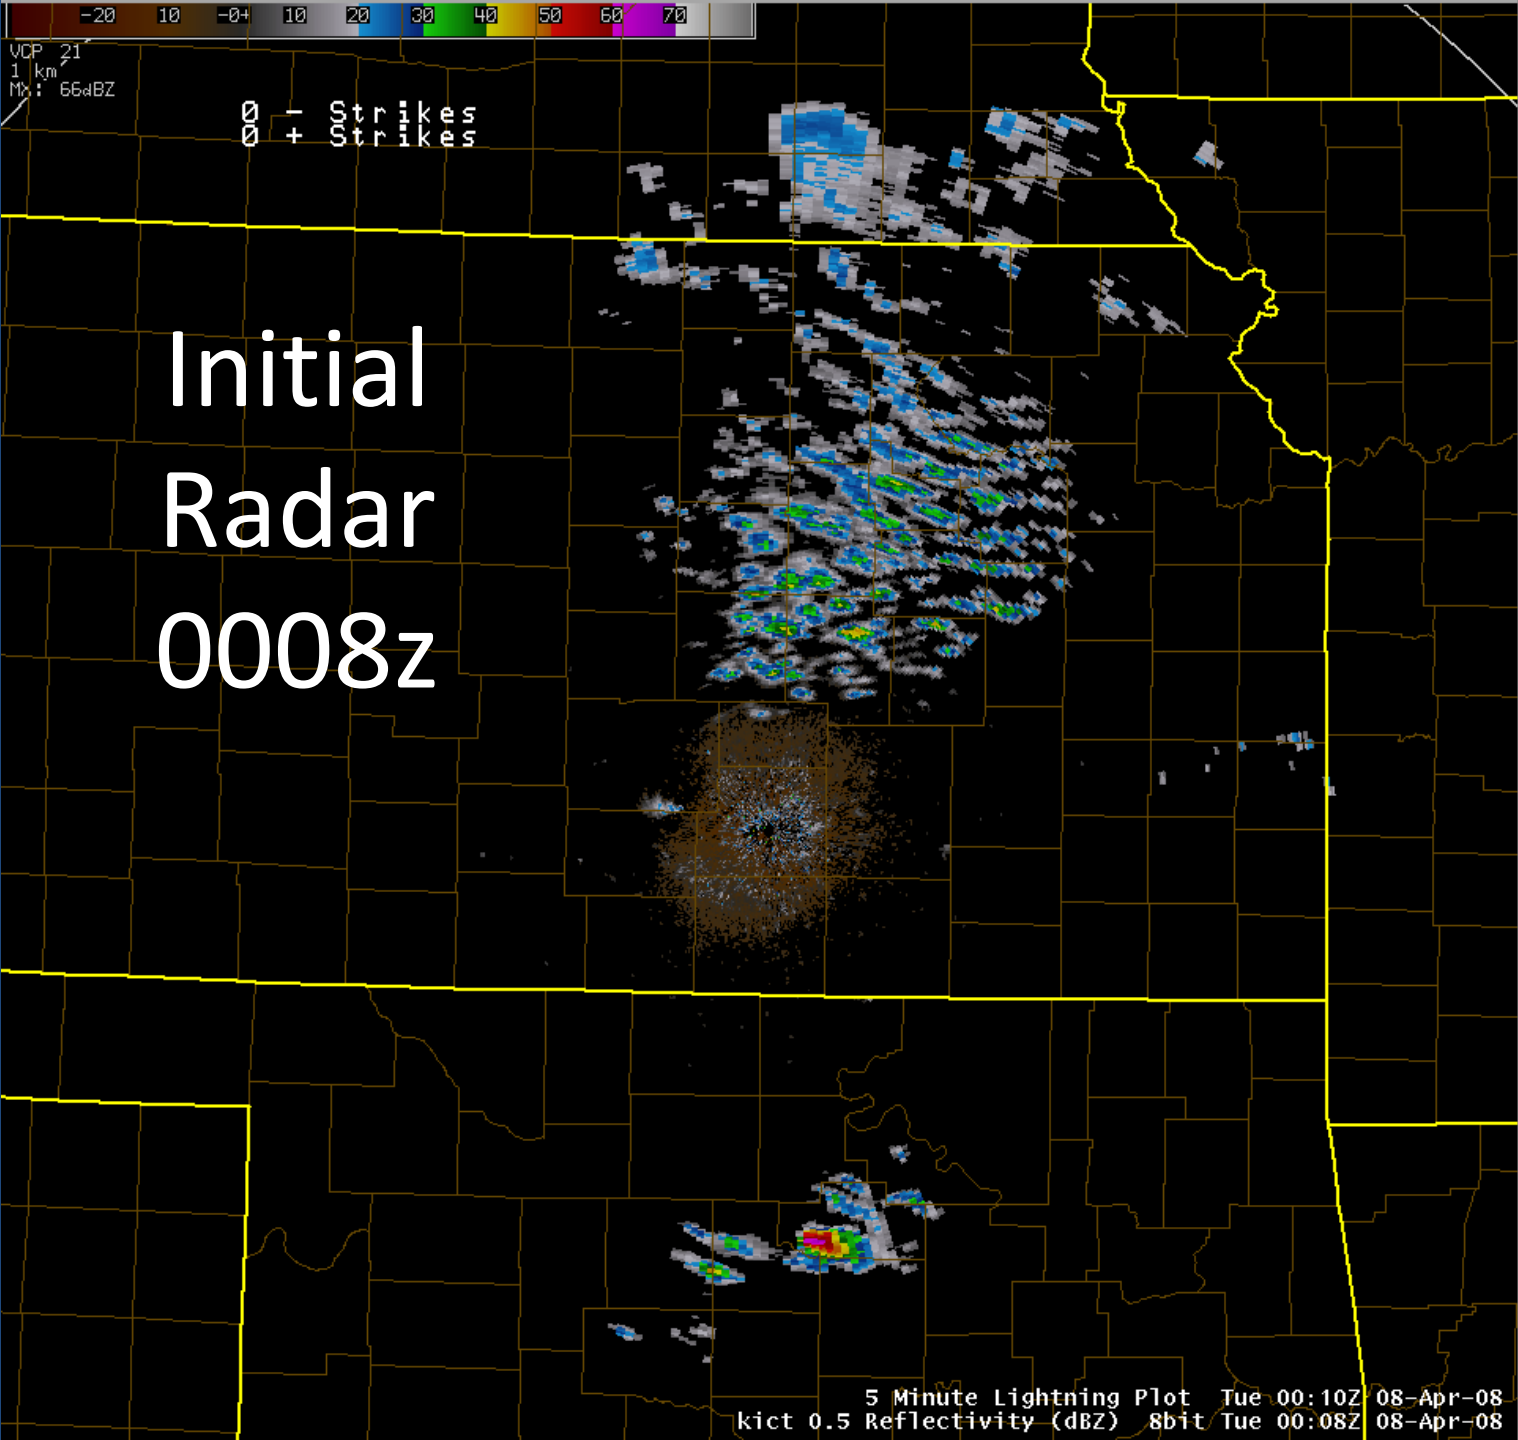 -20 10 -0+ 10 20 30 40 50 60 70
VCP 21
1 km
Mx: 66dBZ
0 - Strikes
0 + Strikes
Initial
Radar
0008z
5 Minute Lightning Plot Tue 00:10Z 08-Apr-08
kict 0.5 Reflectivity (dBZ) 8bit Tue 00:08Z 08-Apr-08